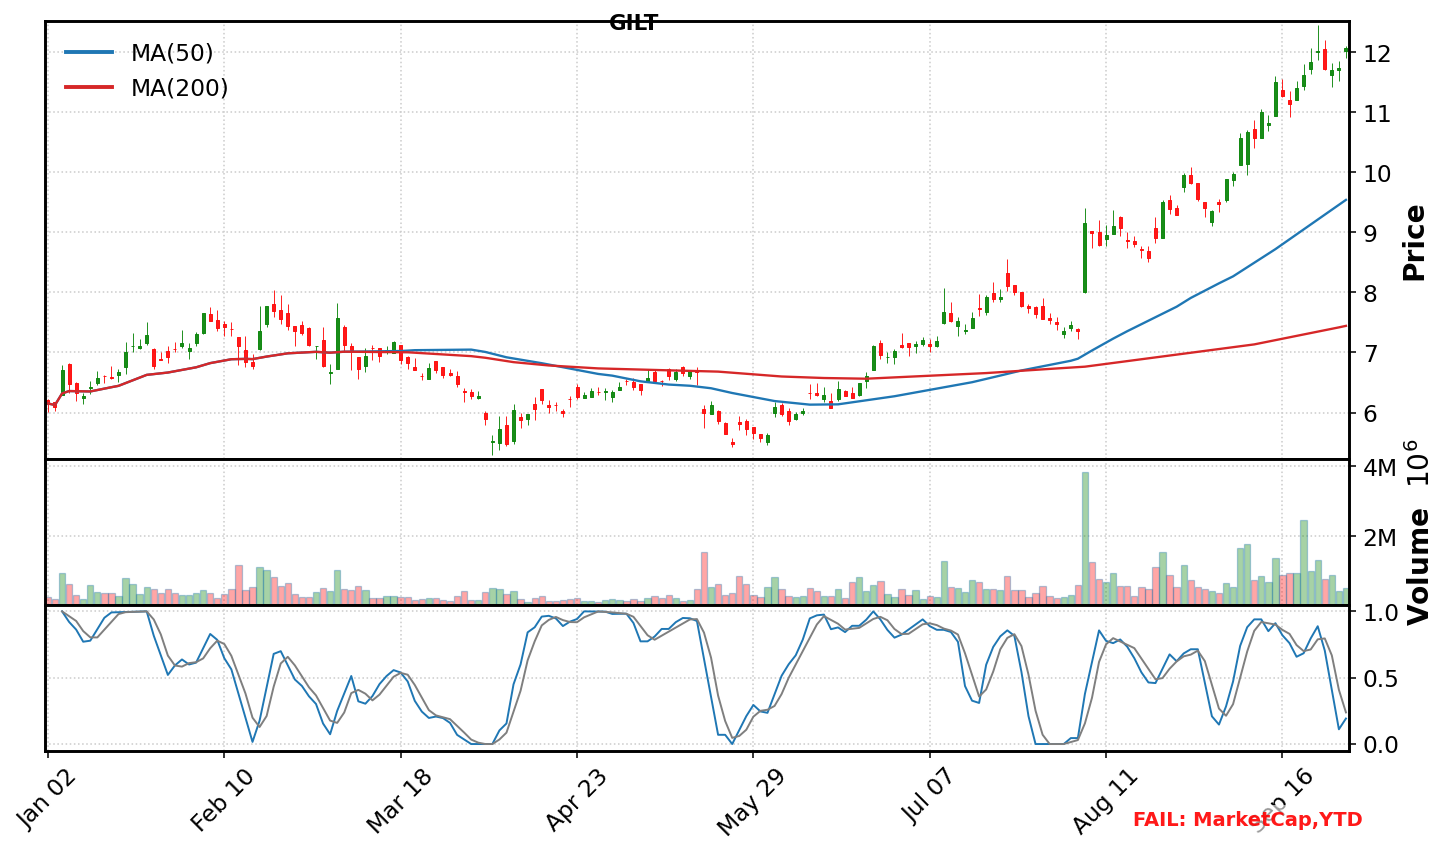 GILT
MA(50)
MA(200)
12
11
10
9
8
7
6
Price
4M
2M
Volume 10^6
1.0
0.5
0.0
Jan 02
Feb 10
Mar 18
Apr 23
May 29
Jul 07
Aug 11
Sep 16
FAIL: MarketCap,YTD